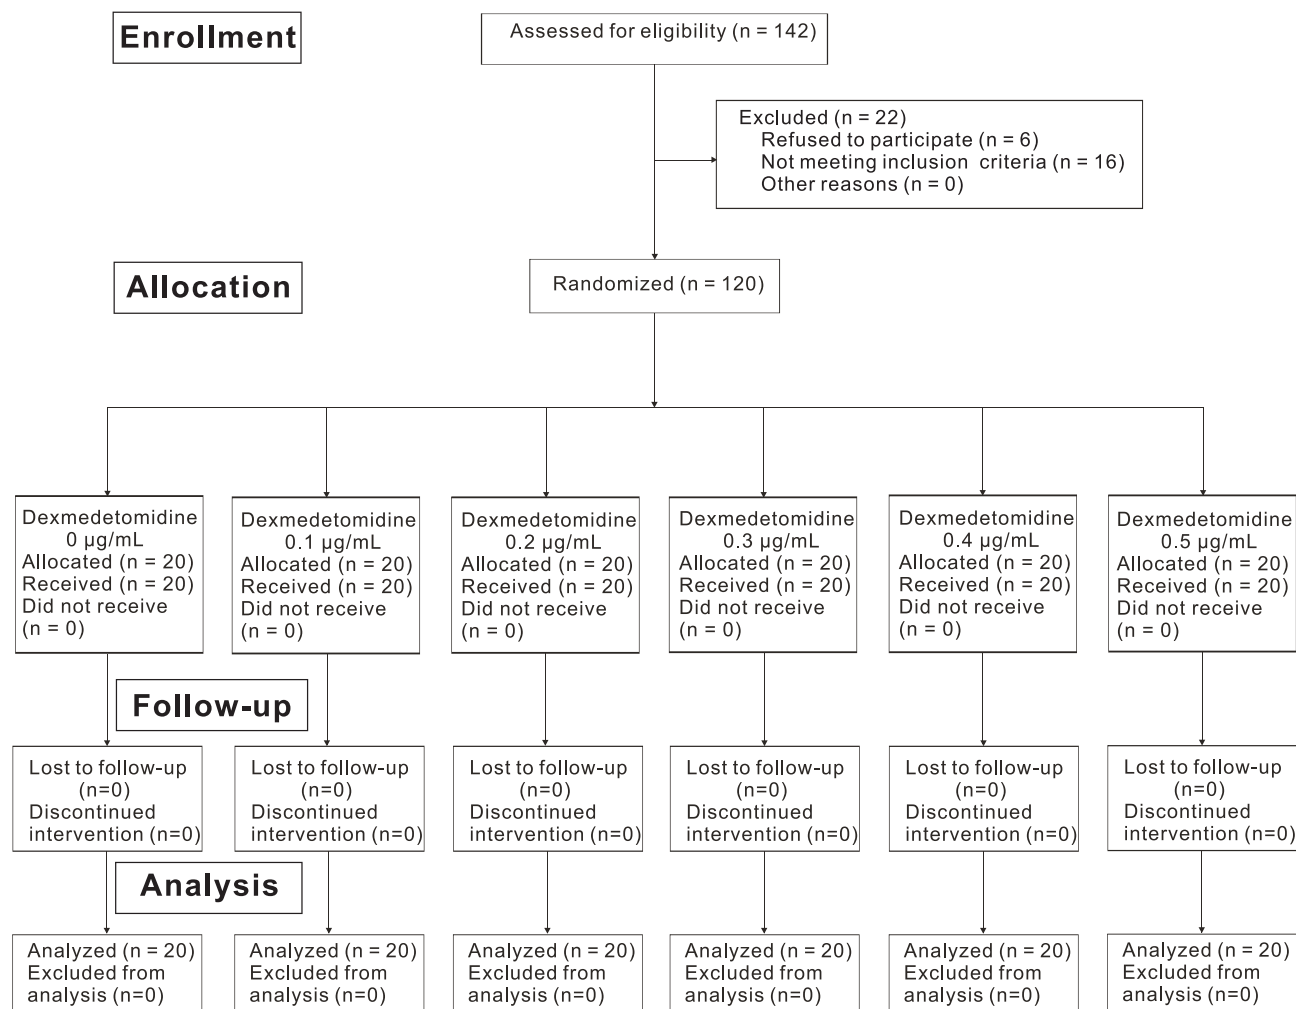 Enrollment
Assessed for eligibility (n = 142)
Excluded (n = 22)
Refused to participate (n = 6)
Not meeting inclusion criteria (n = 16)
Other reasons (n = 0)
Allocation
Randomized (n = 120)
Dexmedetomidine
0 µg/mL
Allocated (n = 20)
Received (n = 20)
Did not receive
(n = 0)
Dexmedetomidine
0.1 µg/mL
Allocated (n = 20)
Received (n = 20)
Did not receive
(n = 0)
Dexmedetomidine
0.2 µg/mL
Allocated (n = 20)
Received (n = 20)
Did not receive
(n = 0)
Dexmedetomidine
0.3 µg/mL
Allocated (n = 20)
Received (n = 20)
Did not receive
(n = 0)
Dexmedetomidine
0.4 µg/mL
Allocated (n = 20)
Received (n = 20)
Did not receive
(n = 0)
Dexmedetomidine
0.5 µg/mL
Allocated (n = 20)
Received (n = 20)
Did not receive
(n = 0)
Follow-up
Lost to follow-up
(n=0)
Discontinued
intervention (n=0)
Lost to follow-up
(n=0)
Discontinued
intervention (n=0)
Lost to follow-up
(n=0)
Discontinued
intervention (n=0)
Lost to follow-up
(n=0)
Discontinued
intervention (n=0)
Lost to follow-up
(n=0)
Discontinued
intervention (n=0)
Lost to follow-up
(n=0)
Discontinued
intervention (n=0)
Analysis
Analyzed (n = 20)
Excluded from
analysis (n=0)
Analyzed (n = 20)
Excluded from
analysis (n=0)
Analyzed (n = 20)
Excluded from
analysis (n=0)
Analyzed (n = 20)
Excluded from
analysis (n=0)
Analyzed (n = 20)
Excluded from
analysis (n=0)
Analyzed (n = 20)
Excluded from
analysis (n=0)